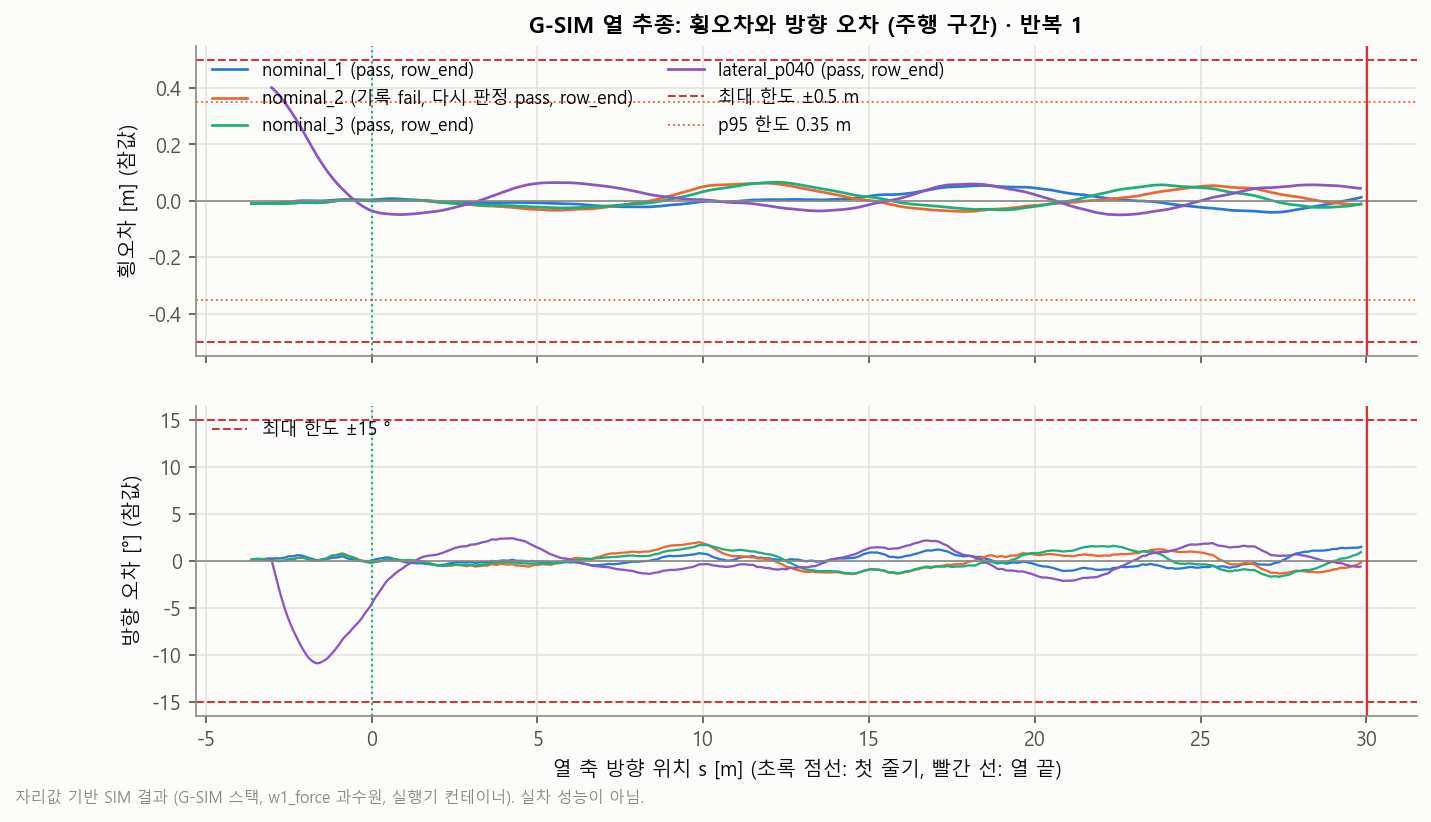 G-SIM 열 추종: 횡오차와 방향 오차 (주행 구간) · 반복 1
횡오차 [m] (참값)
0.4
0.2
0.0
-0.2
-0.4
nominal_1 (pass, row_end)
nominal_2 (기록 fail, 다시 판정 pass, row_end)
nominal_3 (pass, row_end)
lateral_p040 (pass, row_end)
최대 한도 ±0.5 m
p95 한도 0.35 m
방향 오차 [°] (참값)
15
10
5
0
-5
-10
-15
최대 한도 ±15 °
-5
0
5
10
15
20
25
30
열 축 방향 위치 s [m] (초록 점선: 첫 줄기, 빨간 선: 열 끝)
자리값 기반 SIM 결과 (G-SIM 스택, w1_force 과수원, 실행기 컨테이너). 실차 성능이 아님.